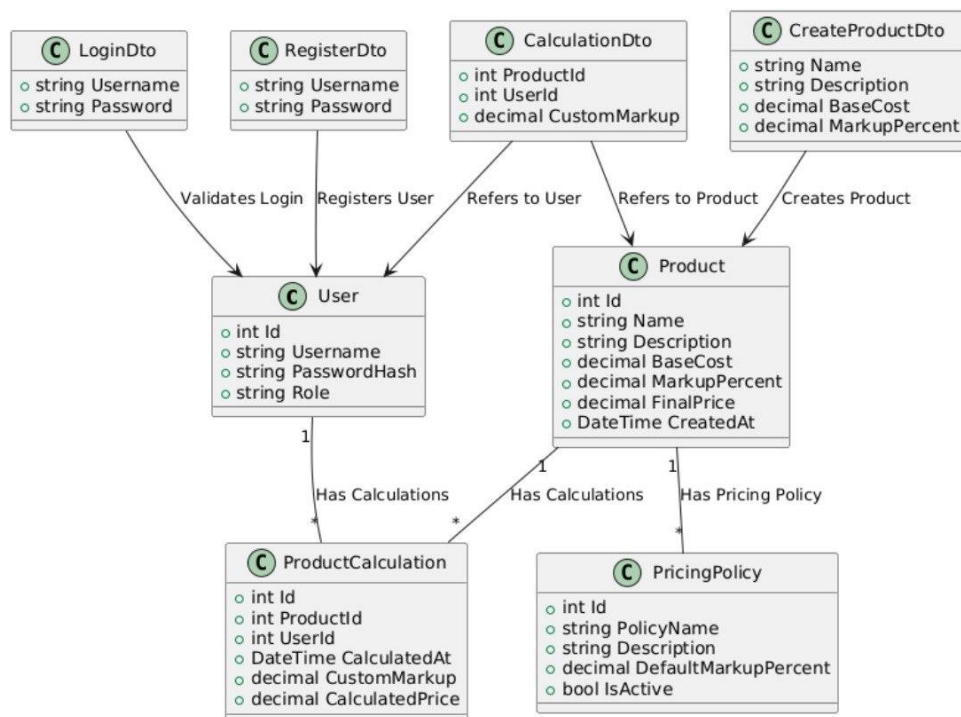 C LoginDto
string Username
string Password
C RegisterDto
string Username
string Password
C CalculationDto
int ProductId
int UserId
decimal CustomMarkup
C CreateProductDto
string Name
string Description
decimal BaseCost
decimal MarkupPercent
Validates Login
Registers User
Refers to User
Refers to Product
Creates Product
C User
int Id
string Username
string PasswordHash
string Role
C Product
int Id
string Name
string Description
decimal BaseCost
decimal MarkupPercent
decimal FinalPrice
DateTime CreatedAt
1
Has Calculations
*
1
Has Calculations
*
1
Has Pricing Policy
*
C ProductCalculation
int Id
int ProductId
int UserId
DateTime CalculatedAt
decimal CustomMarkup
decimal CalculatedPrice
C PricingPolicy
int Id
string PolicyName
string Description
decimal DefaultMarkupPercent
bool IsActive